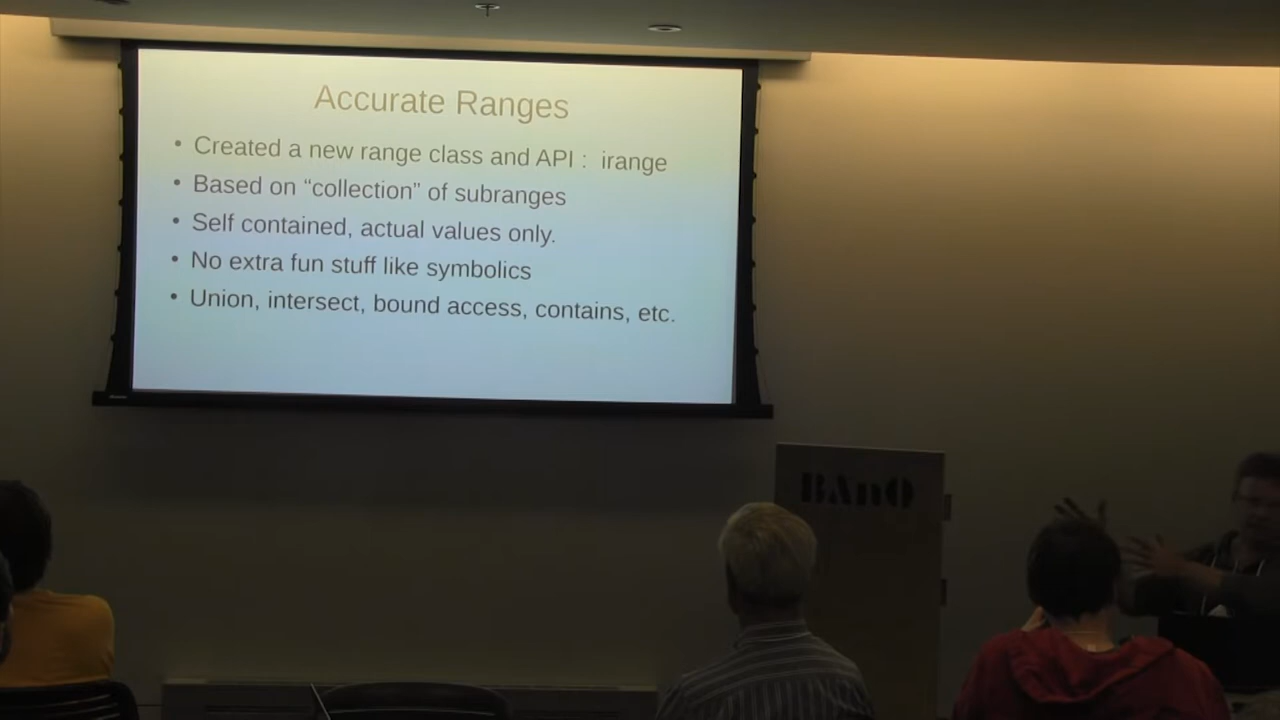 Accurate Ranges
• Created a new range class and API : irange
• Based on “collection” of subranges
• Self contained, actual values only.
• No extra fun stuff like symbolics
• Union, intersect, bound access, contains, etc.
BAnQ